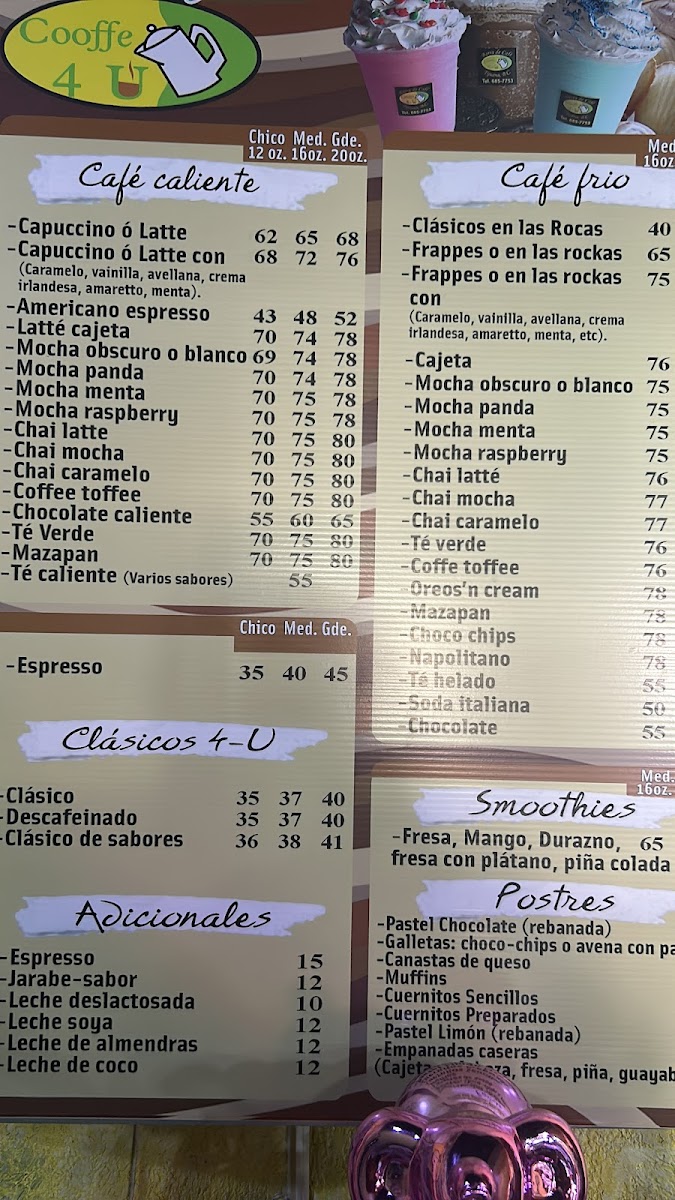 Cooffe
4 U
Chico Med. Gde.
12 oz. 16oz. 20oz.
Café caliente
-Capuccino ó Latte 62 65 68
-Capuccino ó Latte con 68 72 76
(Caramelo, vainilla, avellana, crema
irlandesa, amaretto, menta).
-Americano espresso 43 48 52
-Latté cajeta 70 74 78
-Mocha obscuro o blanco 69 74 78
-Mocha panda 70 74 78
-Mocha menta 70 75 78
-Mocha raspberry 70 75 78
-Chai latte 70 75 80
-Chai mocha 70 75 80
-Chai caramelo 70 75 80
-Coffee toffee 70 75 80
-Chocolate caliente 55 60 65
-Té Verde 70 75 80
-Mazapan 70 75 80
-Té caliente (Varios sabores) 55
Chico Med. Gde.
-Espresso 35 40 45
Clásicos 4-U
-Clásico 35 37 40
-Descafeinado 35 37 40
-Clásico de sabores 36 38 41
Adicionales
-Espresso 15
-Jarabe-sabor 12
-Leche deslactosada 10
-Leche soya 12
-Leche de almendras 12
-Leche de coco 12
Med
16oz
Café frio
-Clásicos en las Rocas 40
-Frappes o en las rockas 65
-Frappes o en las rockas 75
con
(Caramelo, vainilla, avellana, crema
irlandesa, amaretto, menta, etc).
-Cajeta 76
-Mocha obscuro o blanco 75
-Mocha panda 75
-Mocha menta 75
-Mocha raspberry 75
-Chai latté 76
-Chai mocha 77
-Chai caramelo 77
-Té verde 76
-Coffe toffee 76
-Oreos'n cream 78
-Mazapan 78
-Choco chips 78
-Napolitano 78
-Té helado 55
-Soda italiana 50
-Chocolate 55
Med.
16oz.
Smoothies
-Fresa, Mango, Durazno, 65
fresa con plátano, piña colada
Postres
-Pastel Chocolate (rebanada)
-Galletas: choco-chips o avena con pa
-Canastas de queso
-Muffins
-Cuernitos Sencillos
-Cuernitos Preparados
-Pastel Limón (rebanada)
-Empanadas caseras
(Cajeta, fresa, piña, guayab